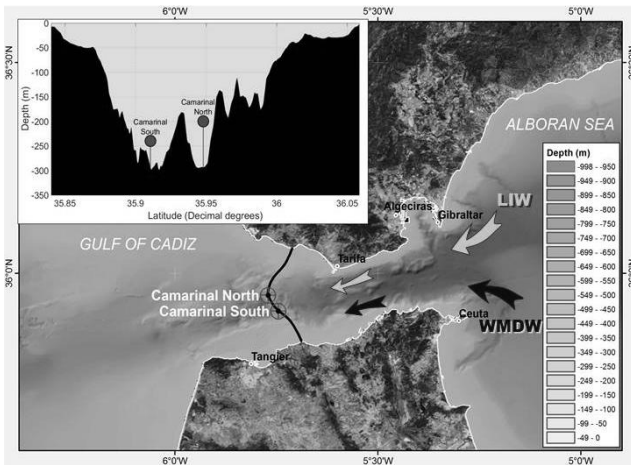 6°0'W
5°30'W
5°0'W
36°30'N
36°30'N
36°0'N
36°0'N
6°0'W
5°30'W
5°0'W
0
-50
-100
-150
-200
-250
-300
-350
Depth (m)
Camarinal
South
Camarinal
North
35.85
35.9
35.95
36
36.05
Latitude (Decimal degrees)
ALBORAN SEA
GULF OF CADIZ
Algeciras
Gibraltar
LIW
Tarifa
Camarinal North
Camarinal South
Ceuta
WMDW
Tangier
Depth (m)
-998 - -950
-949 - -900
-899 - -850
-849 - -800
-799 - -750
-749 - -700
-699 - -650
-649 - -600
-599 - -550
-549 - -500
-499 - -450
-449 - -400
-399 - -350
-349 - -300
-299 - -250
-249 - -200
-199 - -150
-149 - -100
-99 - -50
-49 - 0